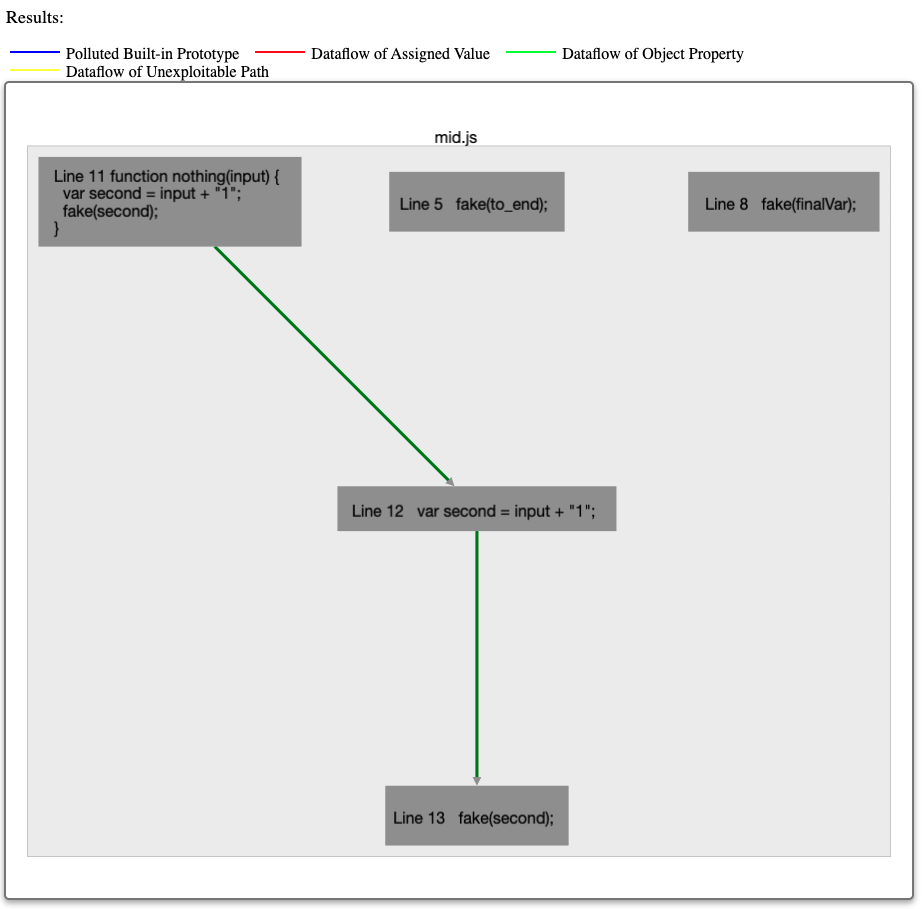 Results:
Polluted Built-in Prototype Dataflow of Assigned Value Dataflow of Object Property
Dataflow of Unexploitable Path
mid.js
Line 11 function nothing(input) {
var second = input + "1";
fake(second);
}
Line 5 fake(to_end);
Line 8 fake(finalVar);
Line 12 var second = input + "1";
Line 13 fake(second);